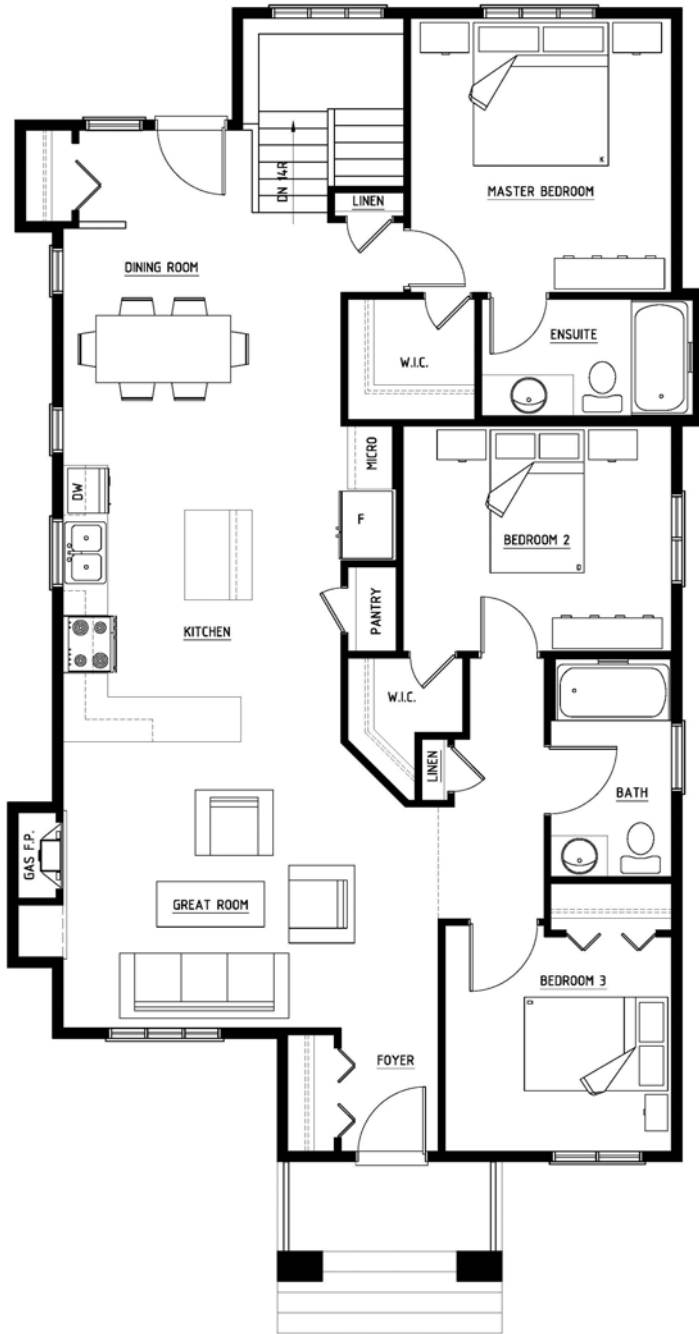 DN 14R
LINEN
K
MASTER BEDROOM
DINING ROOM
ENSUITE
W.I.C.
MICRO
DW
F
BEDROOM 2
Q
PANTRY
KITCHEN
W.I.C.
LINEN
BATH
GAS F.P.
GREAT ROOM
BEDROOM 3
FOYER